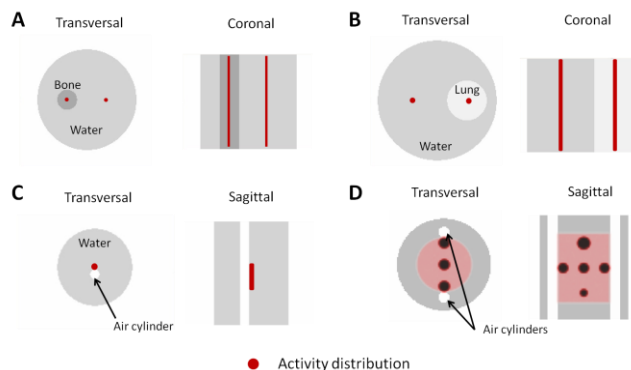 A
Transversal
Coronal
Bone
Water
B
Transversal
Coronal
Lung
Water
C
Transversal
Sagittal
Water
Air cylinder
D
Transversal
Sagittal
Air cylinders
Activity distribution